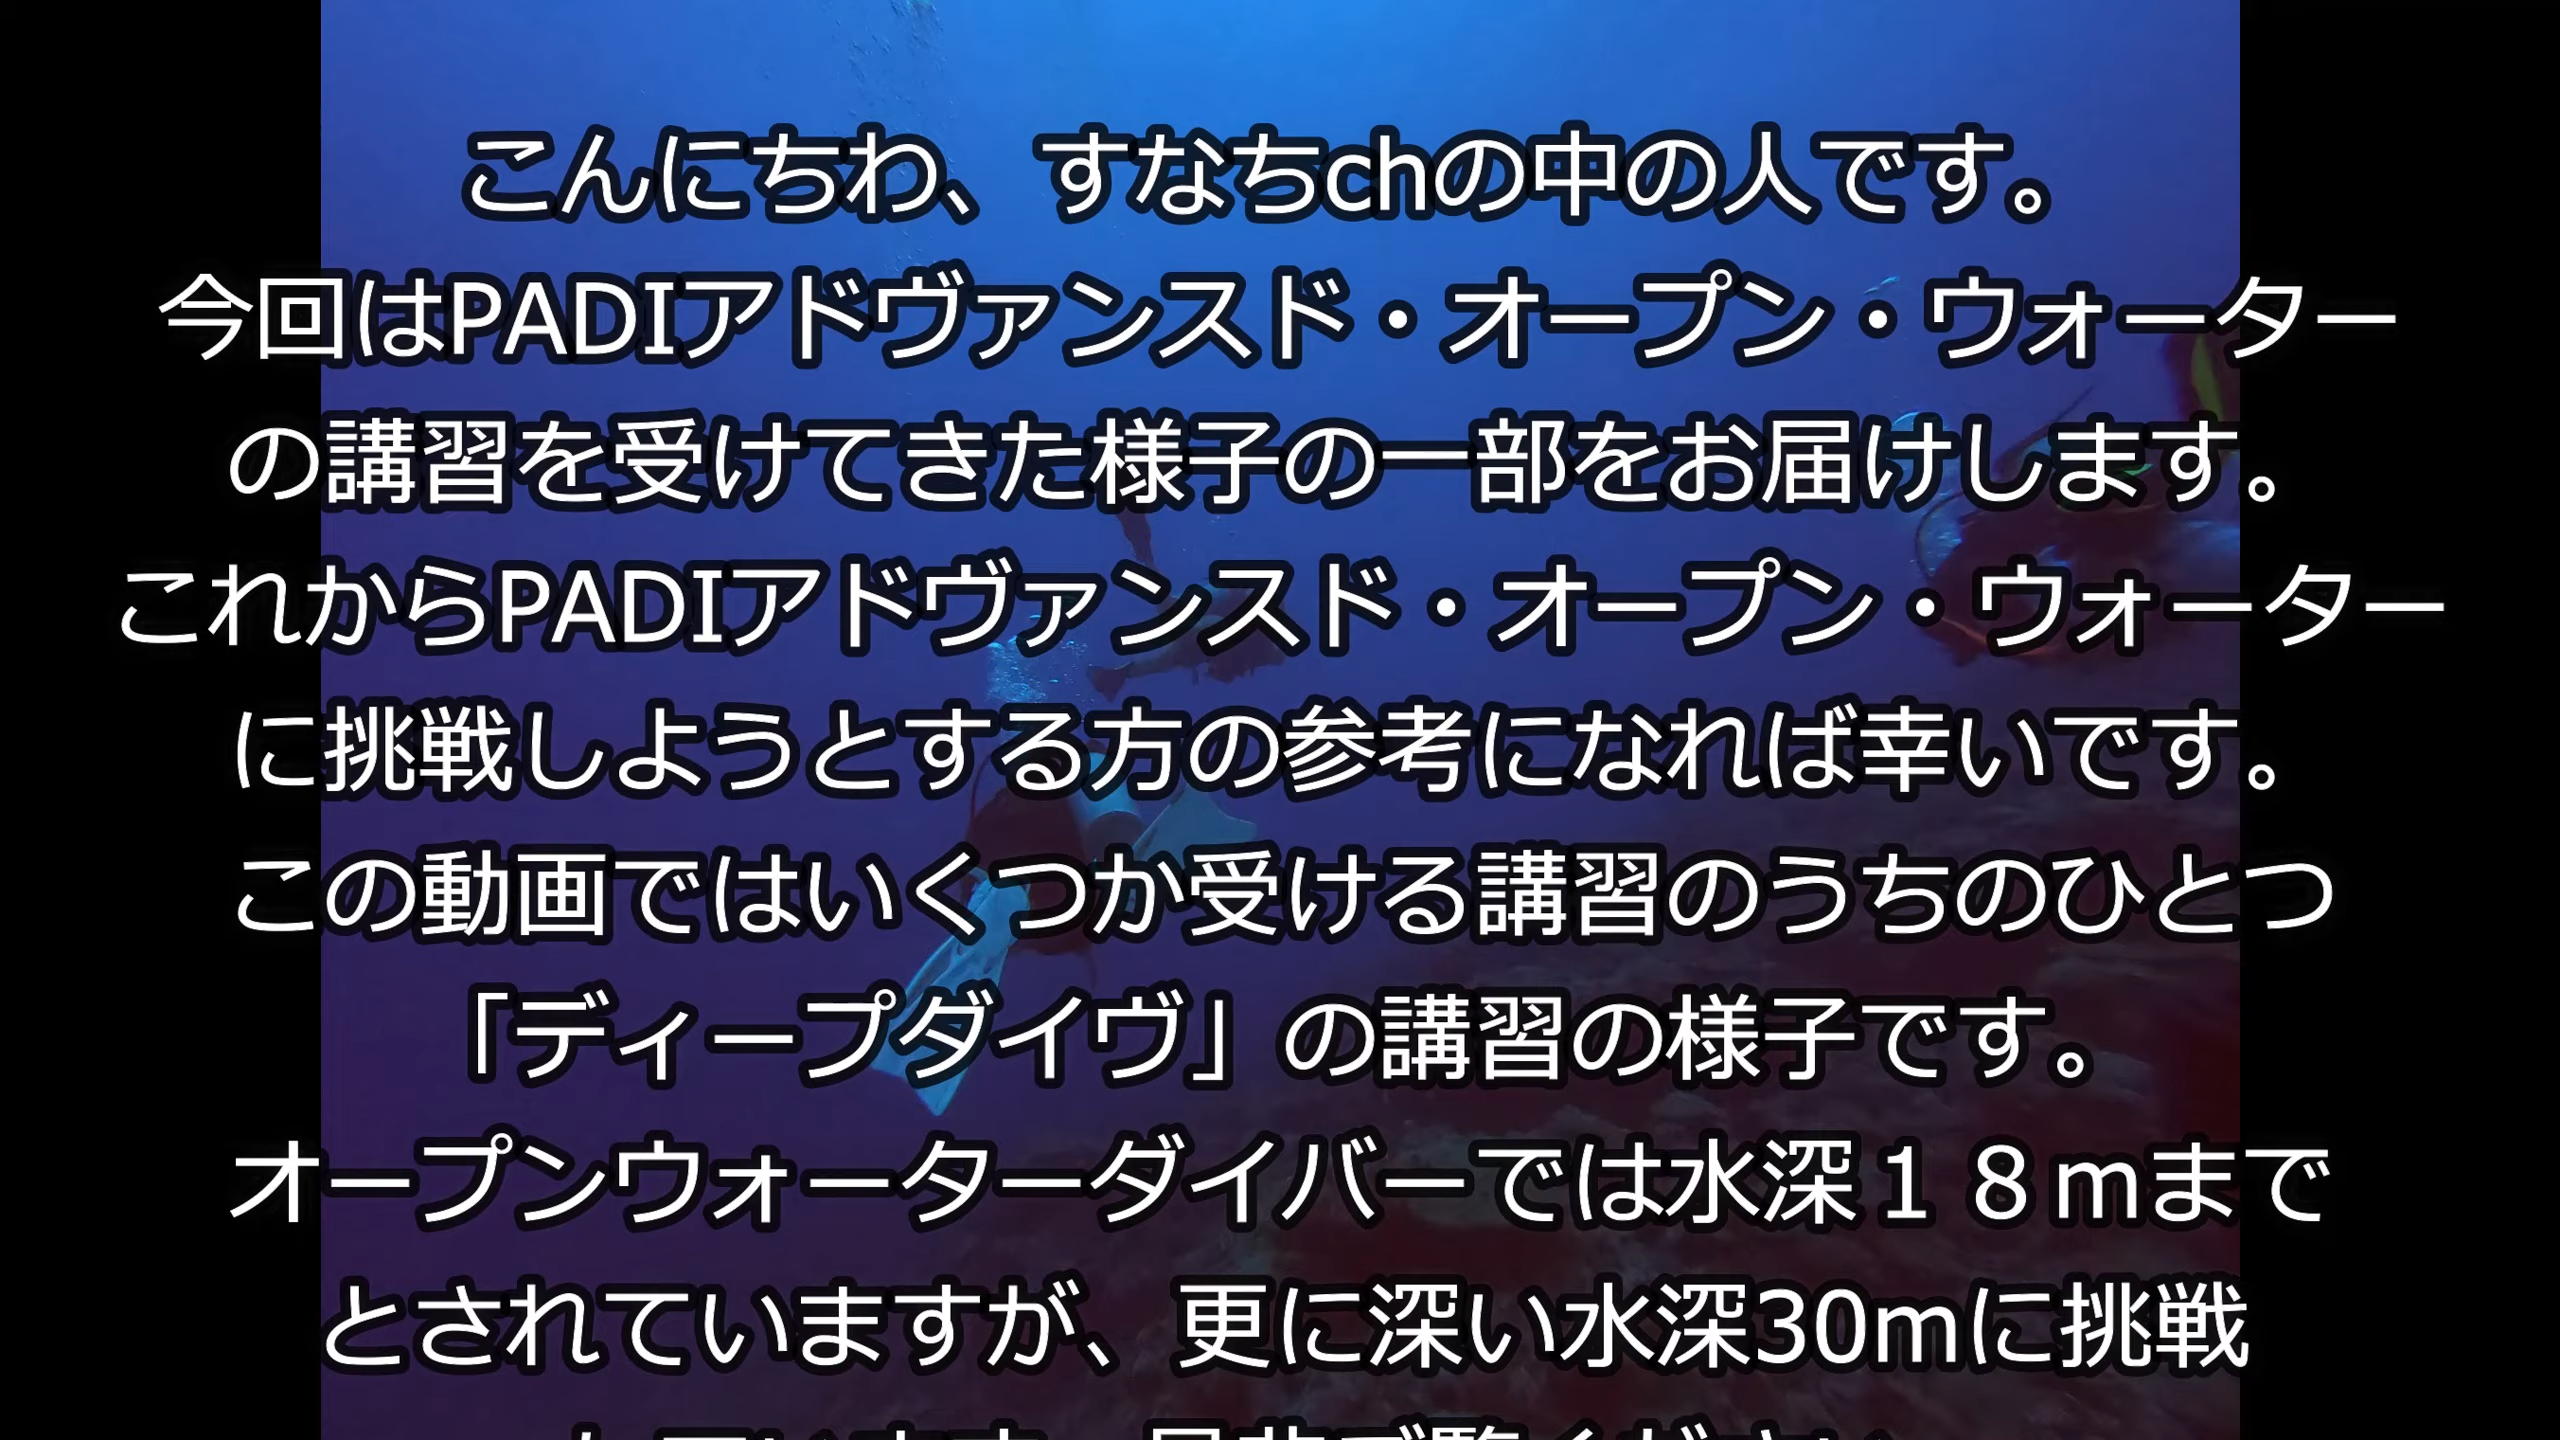 こんにちわ、すなちchの中の人です。
今回はPADIアドヴァンスド・オープン・ウォーター
の講習を受けてきた様子の一部をお届けします。
これからPADIアドヴァンスド・オープン・ウォーター
に挑戦しようとする方の参考になれば幸いです。
この動画ではいくつか受ける講習のうちのひとつ
「ディープダイヴ」の講習の様子です。
オープンウォーターダイバーでは水深１８ｍまで
とされていますが、更に深い水深30mに挑戦